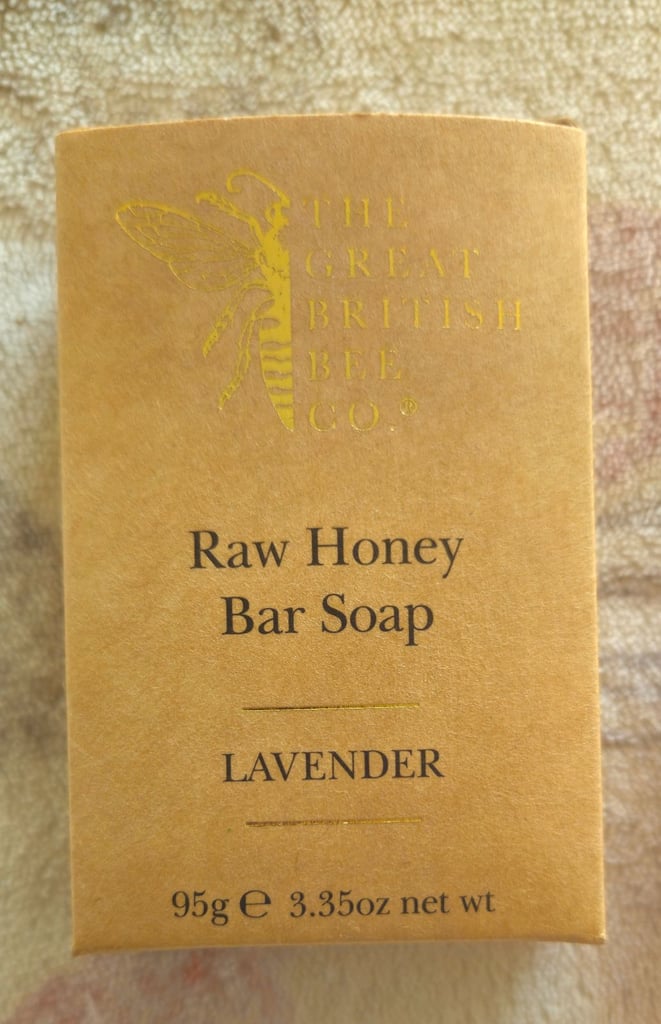 THE
GREAT
BRITISH
BEE
CO.®
Raw Honey
Bar Soap
LAVENDER
95g ℮ 3.35oz net wt